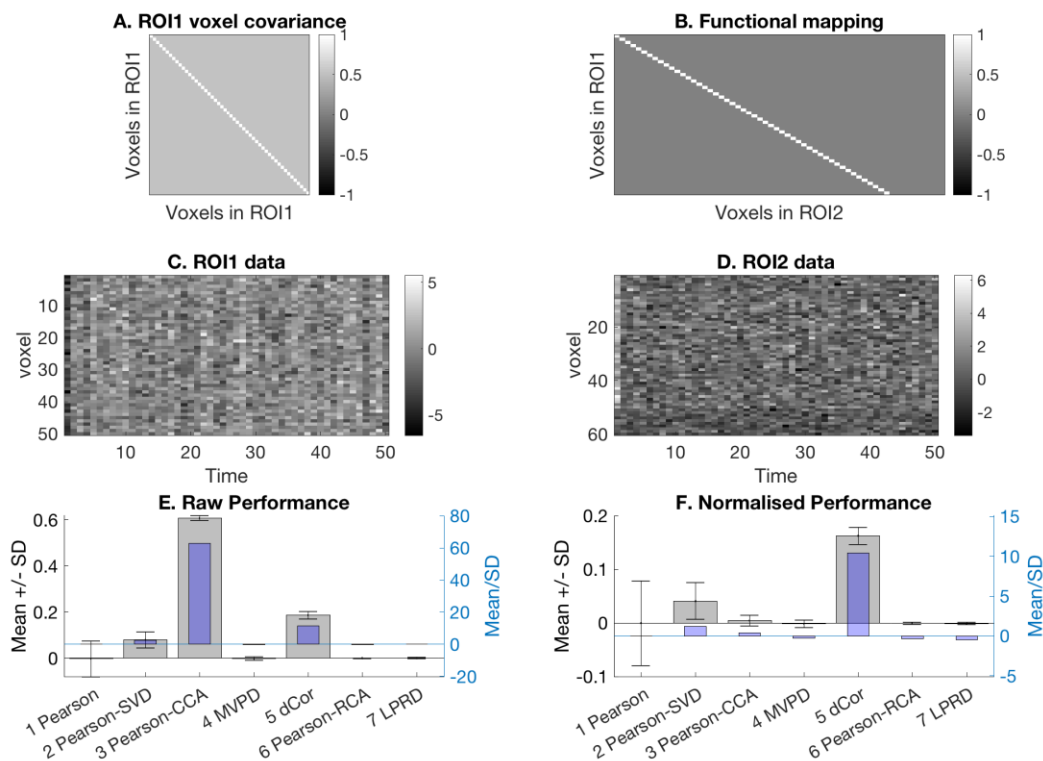 A. ROI1 voxel covariance
Voxels in ROI1
1
0.5
0
-0.5
-1
Voxels in ROI1
B. Functional mapping
Voxels in ROI1
1
0.5
0
-0.5
-1
Voxels in ROI2
C. ROI1 data
voxel
10
20
30
40
50
5
0
-5
10 20 30 40 50
Time
D. ROI2 data
voxel
20
40
60
6
4
2
0
-2
10 20 30 40 50
Time
E. Raw Performance
Mean +/- SD
0.6
0.4
0.2
0
80
60
40
20
0
-20
Mean/SD
1 Pearson
2 Pearson-SVD
3 Pearson-CCA
4 MVPD
5 dCor
6 Pearson-RCA
7 LPRD
F. Normalised Performance
Mean +/- SD
0.2
0.1
0
-0.1
15
10
5
0
-5
Mean/SD
1 Pearson
2 Pearson-SVD
3 Pearson-CCA
4 MVPD
5 dCor
6 Pearson-RCA
7 LPRD